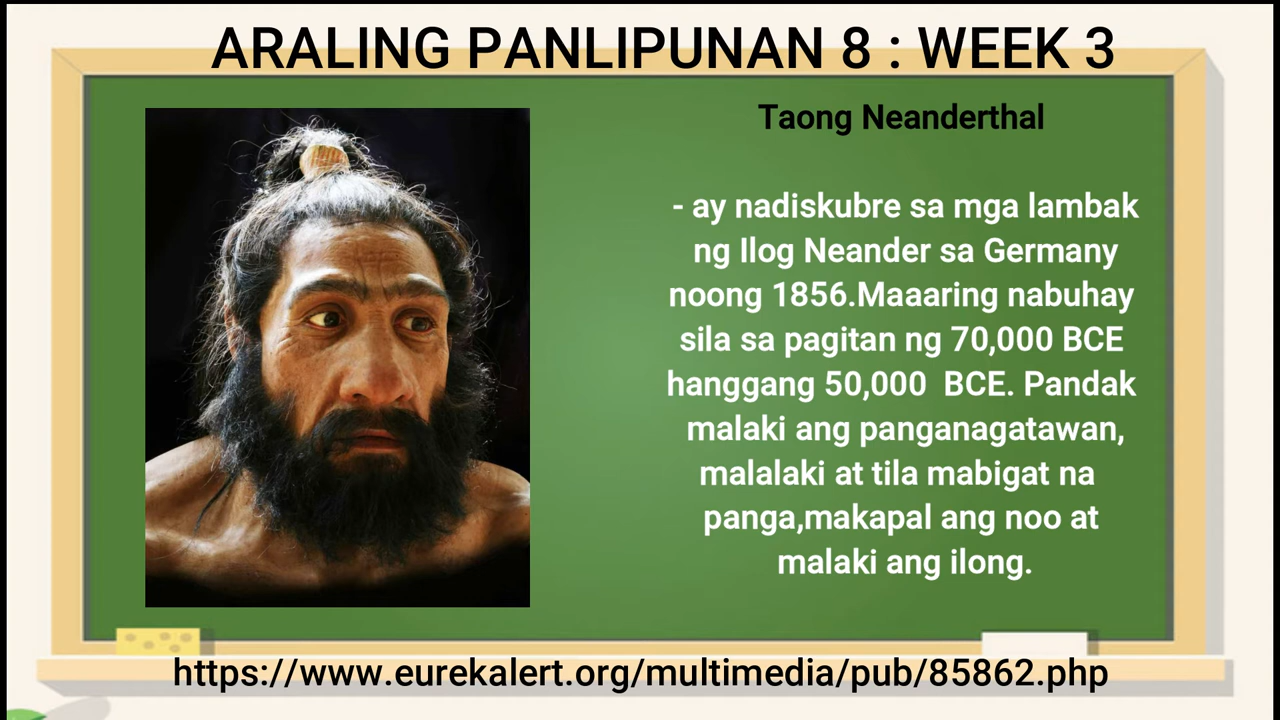 ARALING PANLIPUNAN 8 : WEEK 3
Taong Neanderthal
- ay nadiskubre sa mga lambak
ng Ilog Neander sa Germany
noong 1856.Maaaring nabuhay
sila sa pagitan ng 70,000 BCE
hanggang 50,000 BCE. Pandak
malaki ang panganagatawan,
malalaki at tila mabigat na
panga,makapal ang noo at
malaki ang ilong.
https://www.eurekalert.org/multimedia/pub/85862.php